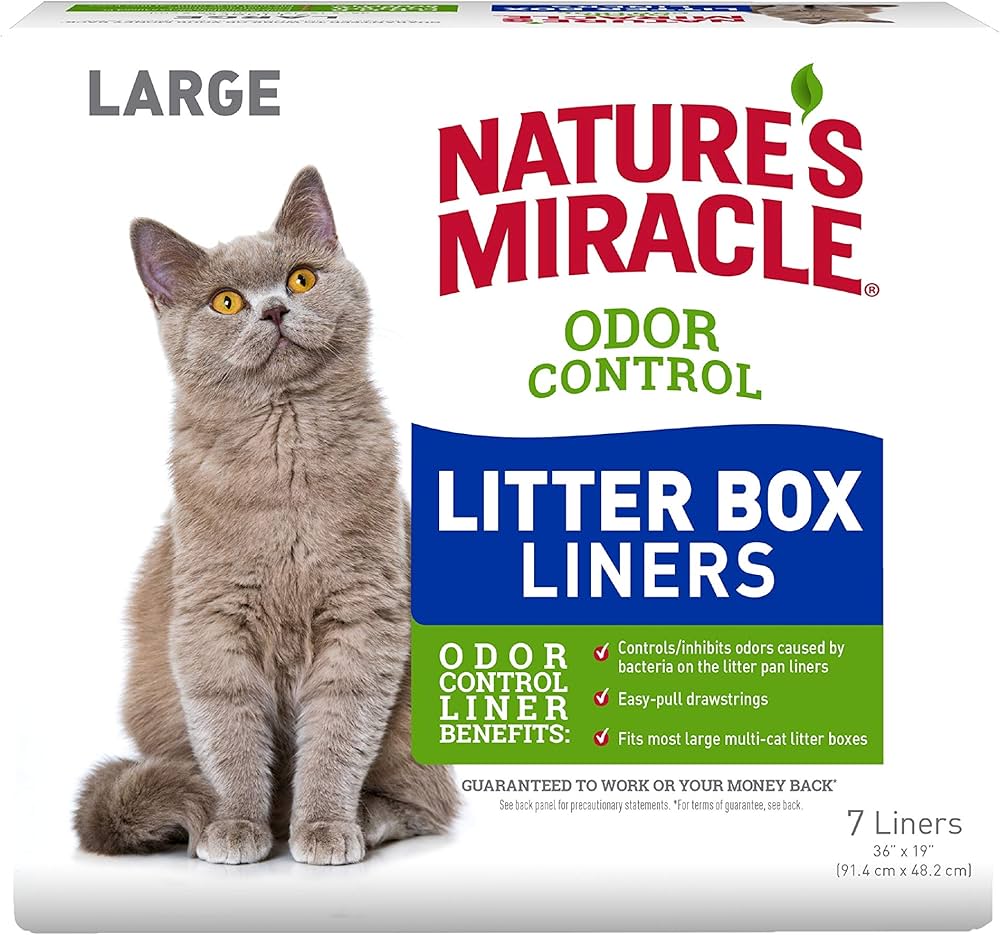 LARGE
NATURE'S
MIRACLE®
ODOR
CONTROL
LITTER BOX
LINERS
ODOR
CONTROL
LINER
BENEFITS:
Controls/inhibits odors caused by
bacteria on the litter pan liners
Easy-pull drawstrings
Fits most large multi-cat litter boxes
GUARANTEED TO WORK OR YOUR MONEY BACK*
See back panel for precautionary statements. *For terms of guarantee, see back.
7 Liners
36" x 19"
(91.4 cm x 48.2 cm)